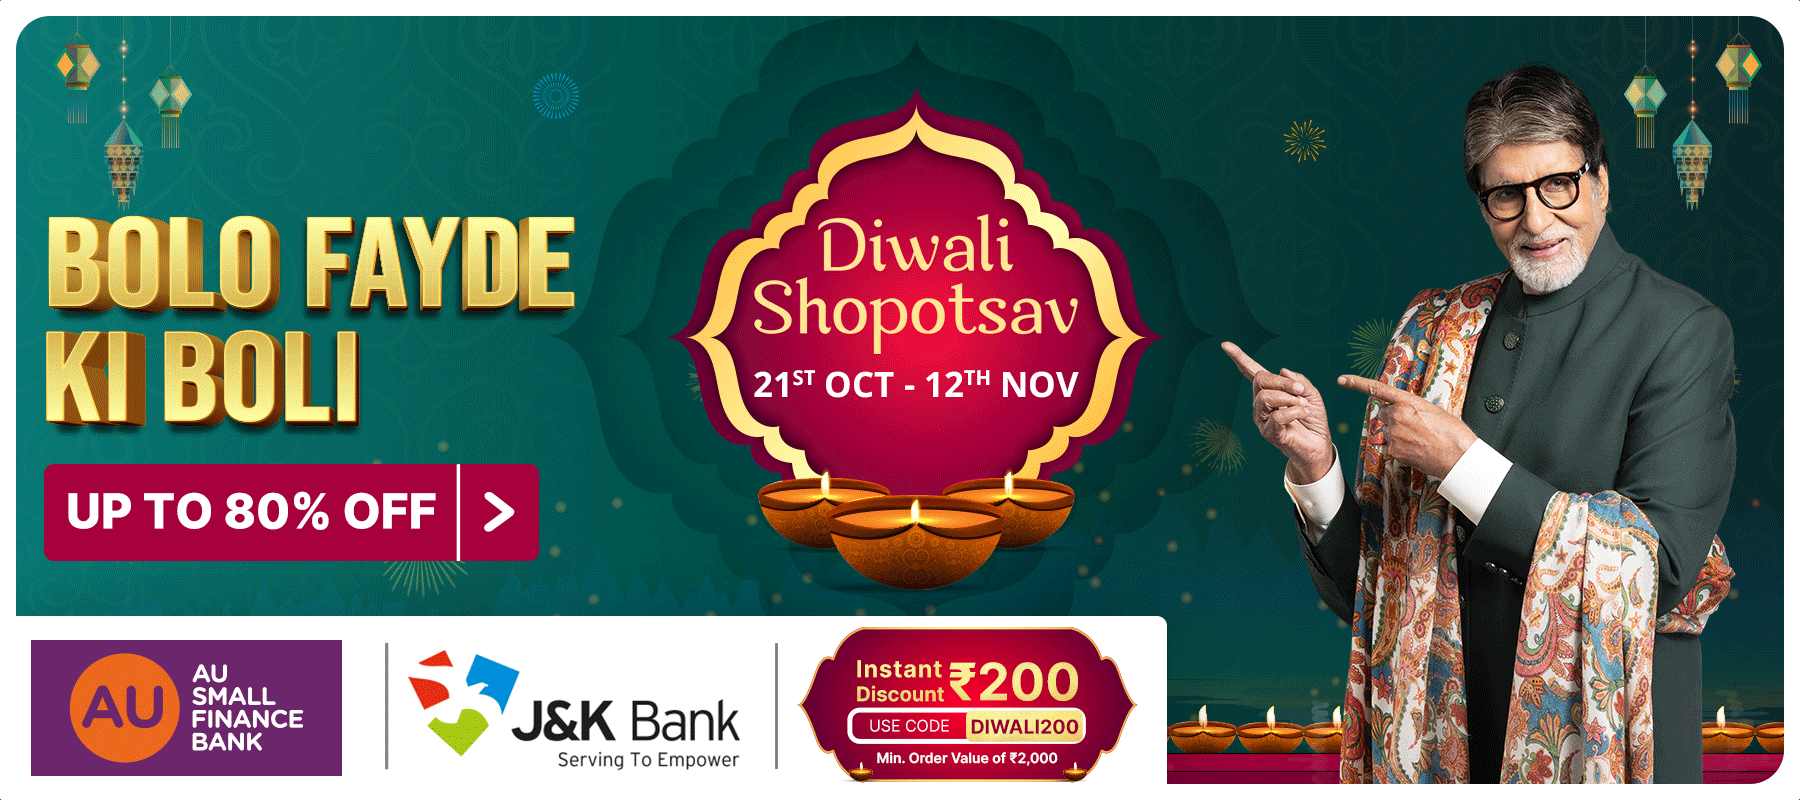 BOLO FAYDE
KI BOLI
UP TO 80% OFF
Diwali
Shopotsav
21ST OCT - 12TH NOV
AU
AU
SMALL
FINANCE
BANK
J&K Bank
Serving To Empower
Instant
Discount
₹200
USE CODE DIWALI200
Min. Order Value of ₹2,000